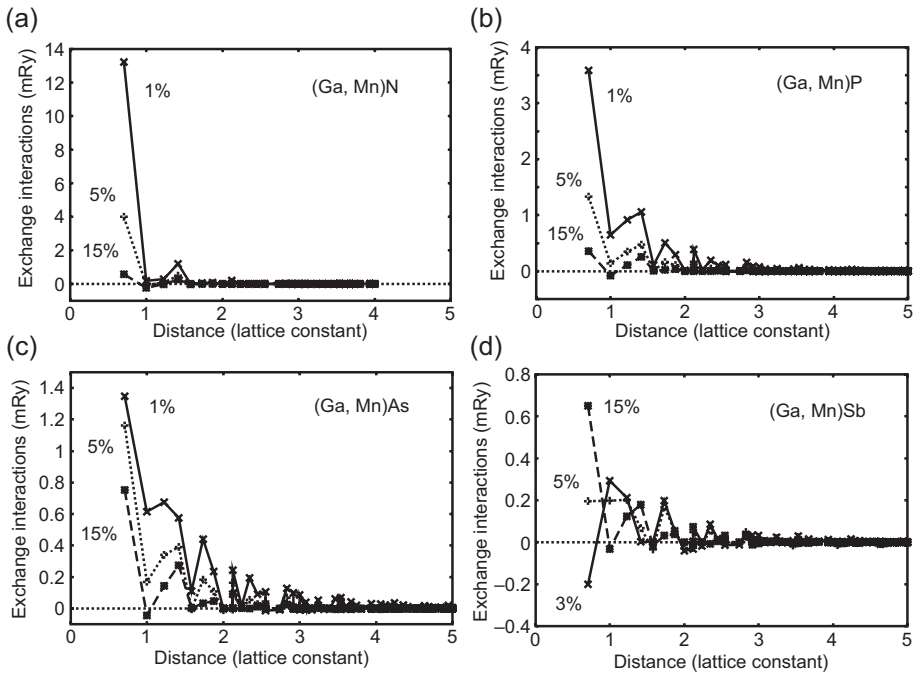 (a)
Exchange interactions (mRy)
14
12
10
8
6
4
2
0
1%
5%
15%
(Ga, Mn)N
0 1 2 3 4 5
Distance (lattice constant)
(b)
Exchange interactions (mRy)
4
3
2
1
0
1%
5%
15%
(Ga, Mn)P
0 1 2 3 4 5
Distance (lattice constant)
(c)
Exchange interactions (mRy)
1.4
1.2
1
0.8
0.6
0.4
0.2
0
1%
5%
15%
(Ga, Mn)As
0 1 2 3 4 5
Distance (lattice constant)
(d)
Exchange interactions (mRy)
0.8
0.6
0.4
0.2
0
–0.2
–0.4
15%
5%
3%
(Ga, Mn)Sb
0 1 2 3 4 5
Distance (lattice constant)